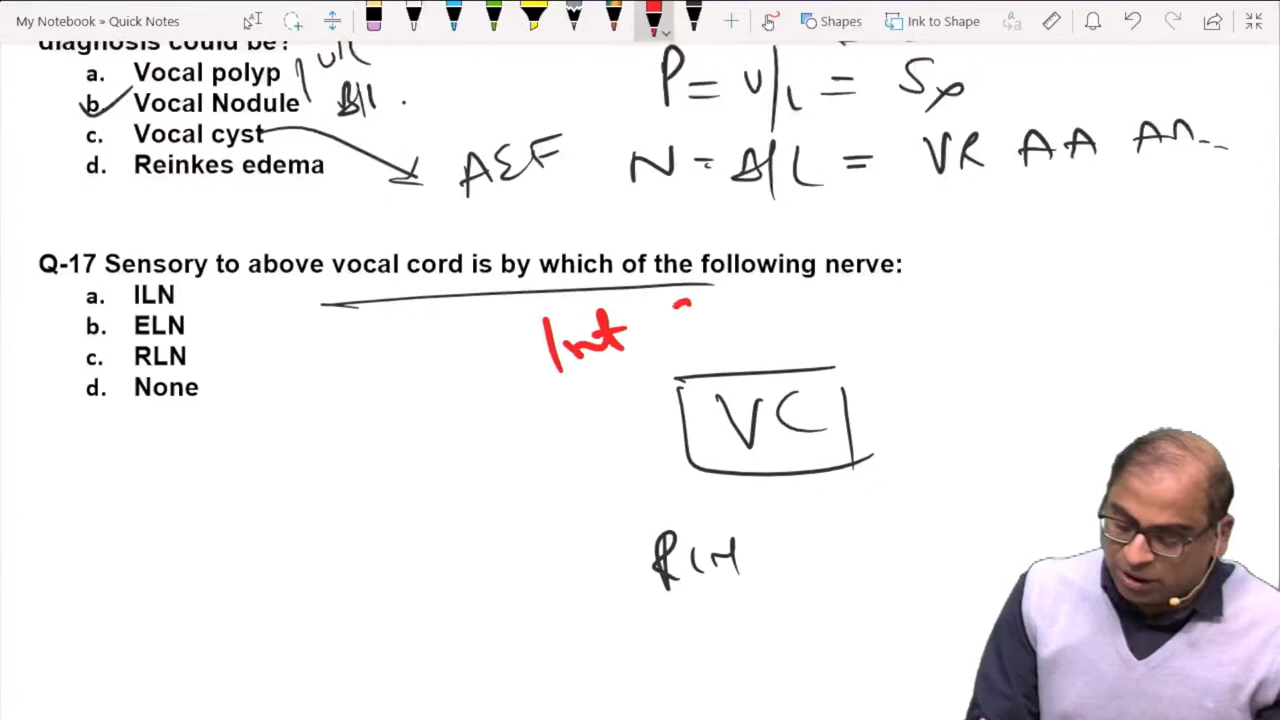 My Notebook » Quick Notes
Shapes
Ink to Shape
diagnosis could be?
a. Vocal polyp
b. Vocal Nodule
c. Vocal cyst
d. Reinkes edema
U/L
B/L
P = U/L = Sx
AEF
N = B/L = VR AA
Q-17 Sensory to above vocal cord is by which of the following nerve:
a. ILN
b. ELN
c. RLN
d. None
Int
VC
RLN